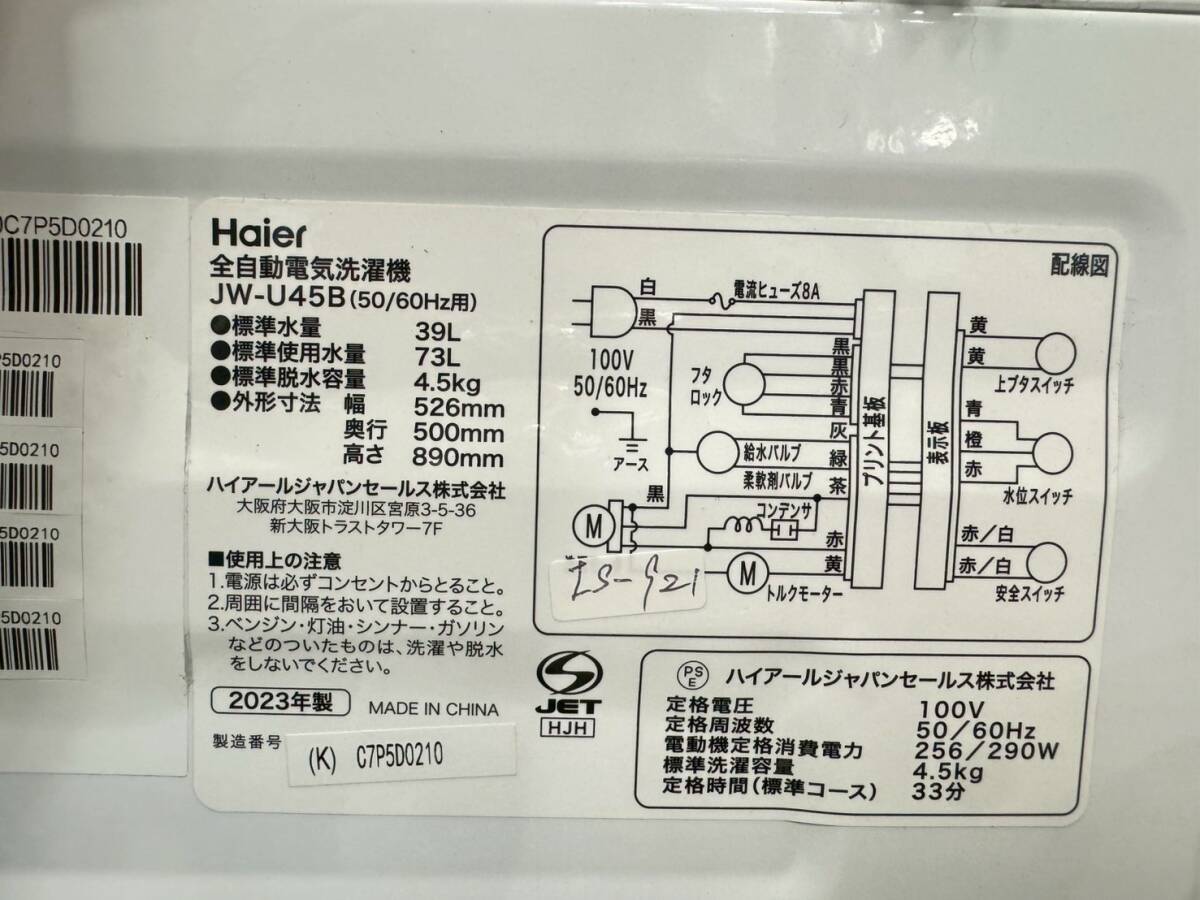 0C7P5D0210
P5D0210
P5D0210
P5D0210
P5D0210
Haier
全自動電気洗濯機
JW-U45B(50/60Hz用)
●標準水量 39L
●標準使用水量 73L
●標準脱水容量 4.5kg
●外形寸法 幅 526mm
奥行 500mm
高さ 890mm
ハイアールジャパンセールス株式会社
大阪府大阪市淀川区宮原3-5-36
新大阪トラストタワー7F
■使用上の注意
1.電源は必ずコンセントからとること。
2.周囲に間隔をおいて設置すること。
3.ベンジン・灯油・シンナー・ガソリン
などのついたものは、洗濯や脱水
をしないでください。
2023年製 MADE IN CHINA
製造番号 (K) C7P5D0210
配線図
白
電流ヒューズ8A
黒
100V
50/60Hz
アース
フタ
ロック
黒
黒
赤
青
灰
給水バルブ
緑
柔軟剤バルブ
茶
黒
コンデンサ
M
赤
黄
M
トルクモーター
プリント基板
表示板
黄
黄
上ブタスイッチ
青
橙
赤
水位スイッチ
赤/白
赤/白
安全スイッチ
JET
HJH
PS
E
ハイアールジャパンセールス株式会社
定格電圧 100V
定格周波数 50/60Hz
電動機定格消費電力 256/290W
標準洗濯容量 4.5kg
定格時間(標準コース) 33分